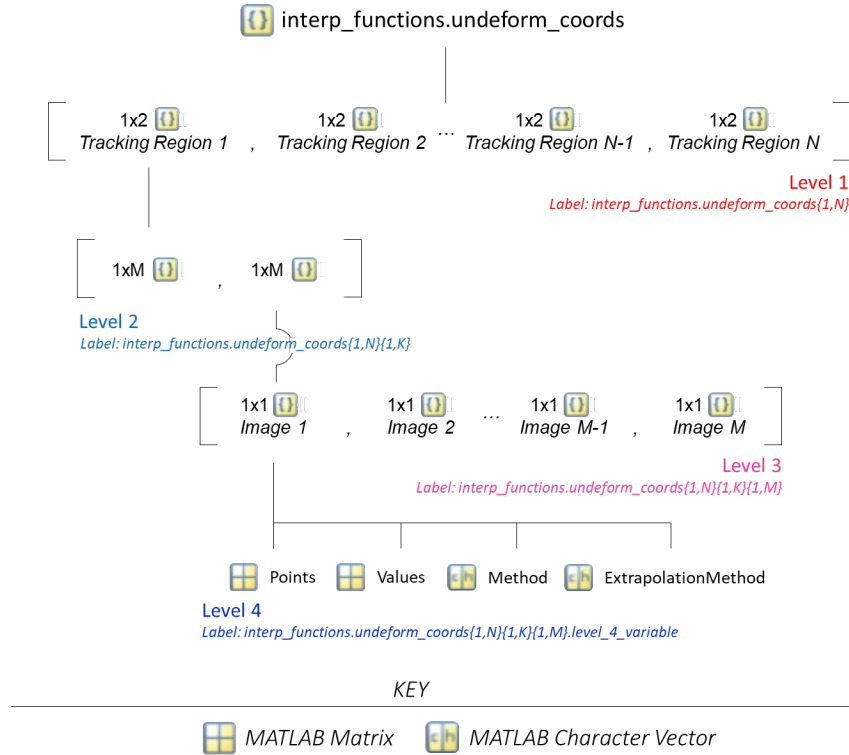 {} interp_functions.undeform_coords
1x2 {} 1x2 {} 1x2 {} 1x2 {}
Tracking Region 1 , Tracking Region 2 ... Tracking Region N-1 , Tracking Region N
Level 1
Label: interp_functions.undeform_coords{1,N}
1xM {} , 1xM {}
Level 2
Label: interp_functions.undeform_coords{1,N}{1,K}
1x1 {} 1x1 {} 1x1 {} 1x1 {}
Image 1 , Image 2 ... Image M-1 , Image M
Level 3
Label: interp_functions.undeform_coords{1,N}{1,K}{1,M}
Points Values ch Method ch ExtrapolationMethod
Level 4
Label: interp_functions.undeform_coords{1,N}{1,K}{1,M}.level_4_variable
KEY
MATLAB Matrix ch MATLAB Character Vector